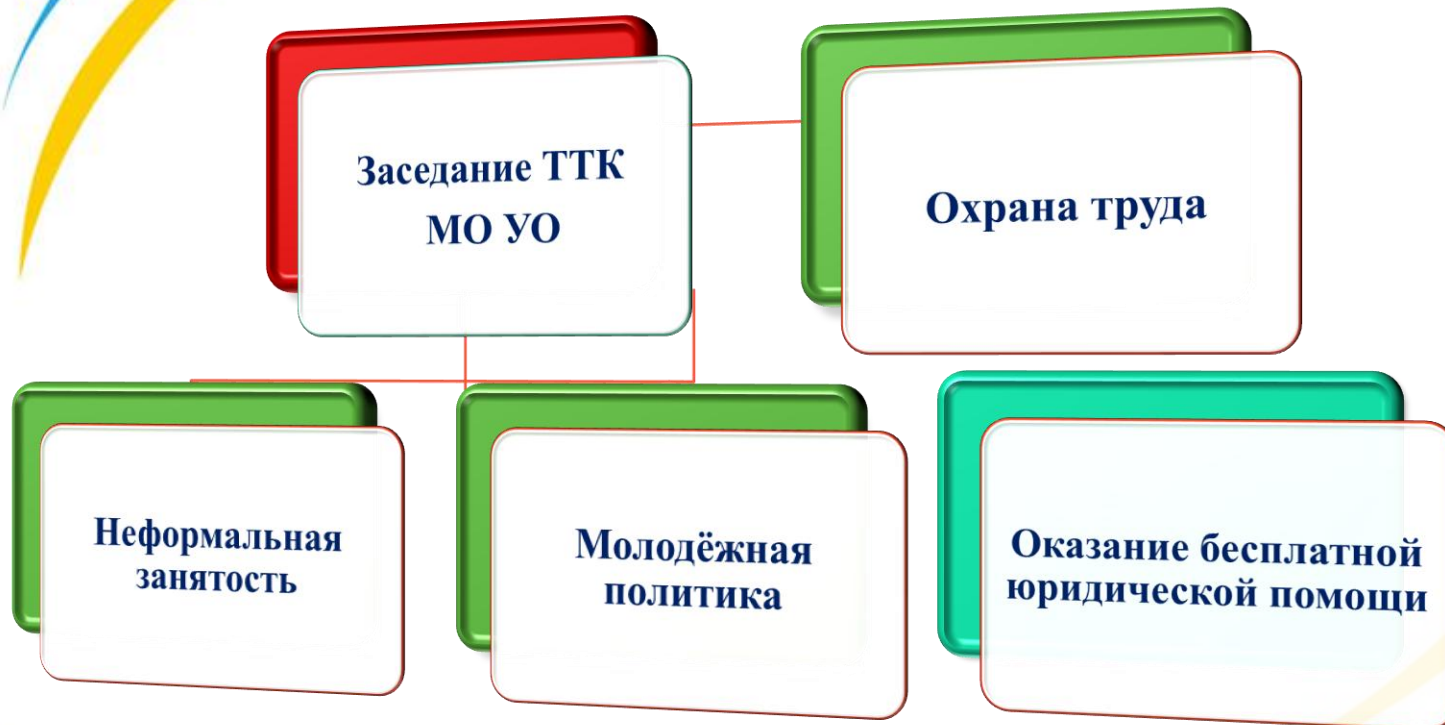 Заседание ТТК
МО УО
Охрана труда
Неформальная
занятость
Молодёжная
политика
Оказание бесплатной
юридической помощи